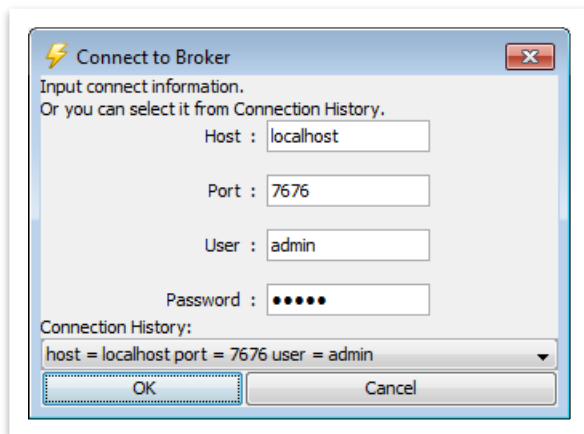 Connect to Broker
Input connect information.
Or you can select it from Connection History.
Host : localhost
Port : 7676
User : admin
Password : ●●●●●
Connection History:
host = localhost port = 7676 user = admin
OK Cancel